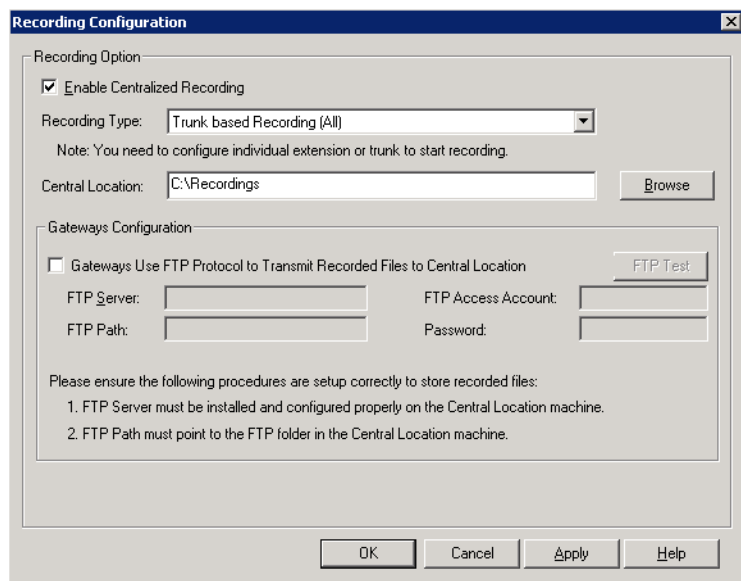 Recording Configuration
Recording Option
Enable Centralized Recording
Recording Type: Trunk based Recording (All)
Note: You need to configure individual extension or trunk to start recording.
Central Location: C:\Recordings Browse
Gateways Configuration
Gateways Use FTP Protocol to Transmit Recorded Files to Central Location FTP Test
FTP Server: FTP Access Account:
FTP Path: Password:
Please ensure the following procedures are setup correctly to store recorded files:
1. FTP Server must be installed and configured properly on the Central Location machine.
2. FTP Path must point to the FTP folder in the Central Location machine.
OK Cancel Apply Help